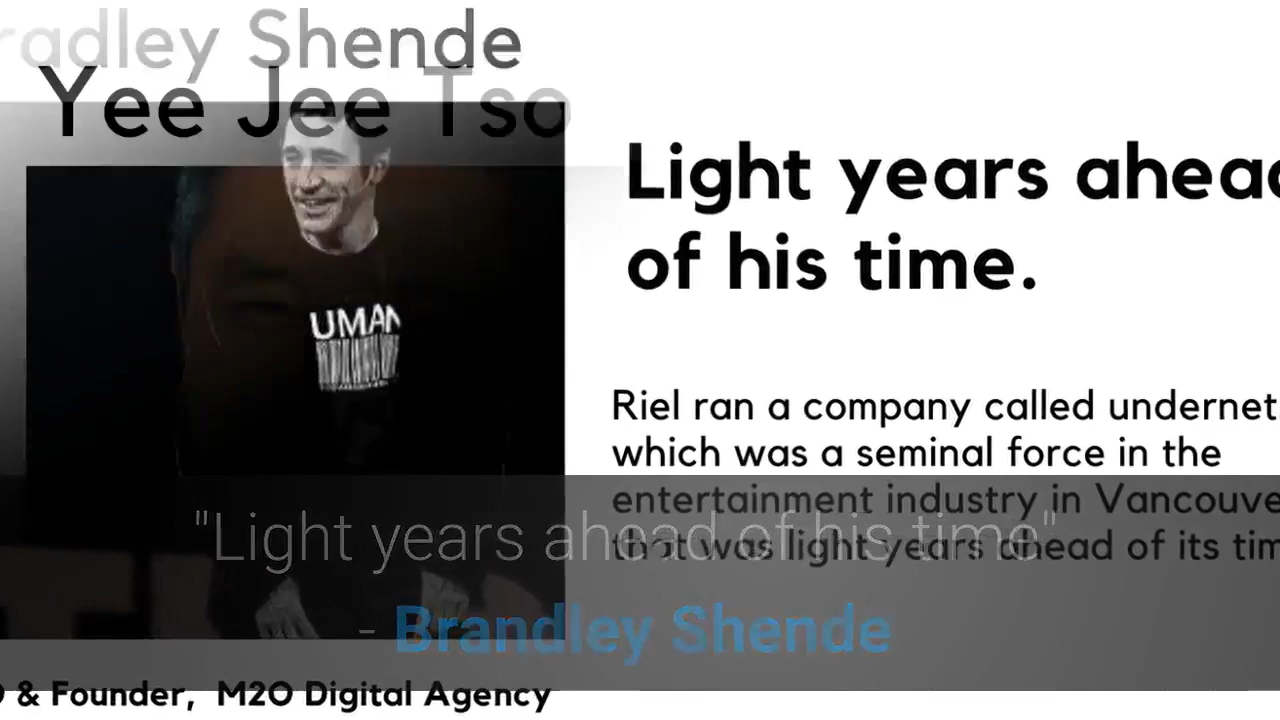 radley Shende
Yee Jee Tso
Light years ahead
of his time.
UMAN
Riel ran a company called undernet
which was a seminal force in the
entertainment industry in Vancouve
that was light years ahead of its tim
"Light years ahead of his time"
- Brandley Shende
& Founder, M2O Digital Agency